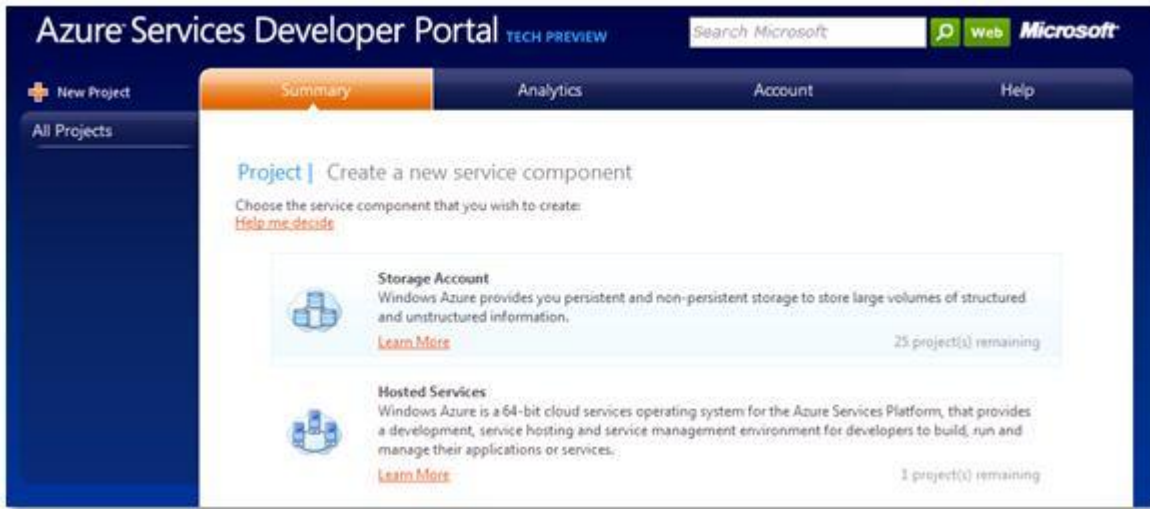 Azure Services Developer Portal TECH PREVIEW
Search Microsoft
Web
Microsoft
New Project
Summary
Analytics
Account
Help
All Projects
Project | Create a new service component
Choose the service component that you wish to create:
Help me decide
Storage Account
Windows Azure provides you persistent and non-persistent storage to store large volumes of structured
and unstructured information.
Learn More
25 project(s) remaining
Hosted Services
Windows Azure is a 64-bit cloud services operating system for the Azure Services Platform, that provides
a development, service hosting and service management environment for developers to build, run and
manage their applications or services.
Learn More
1 project(s) remaining